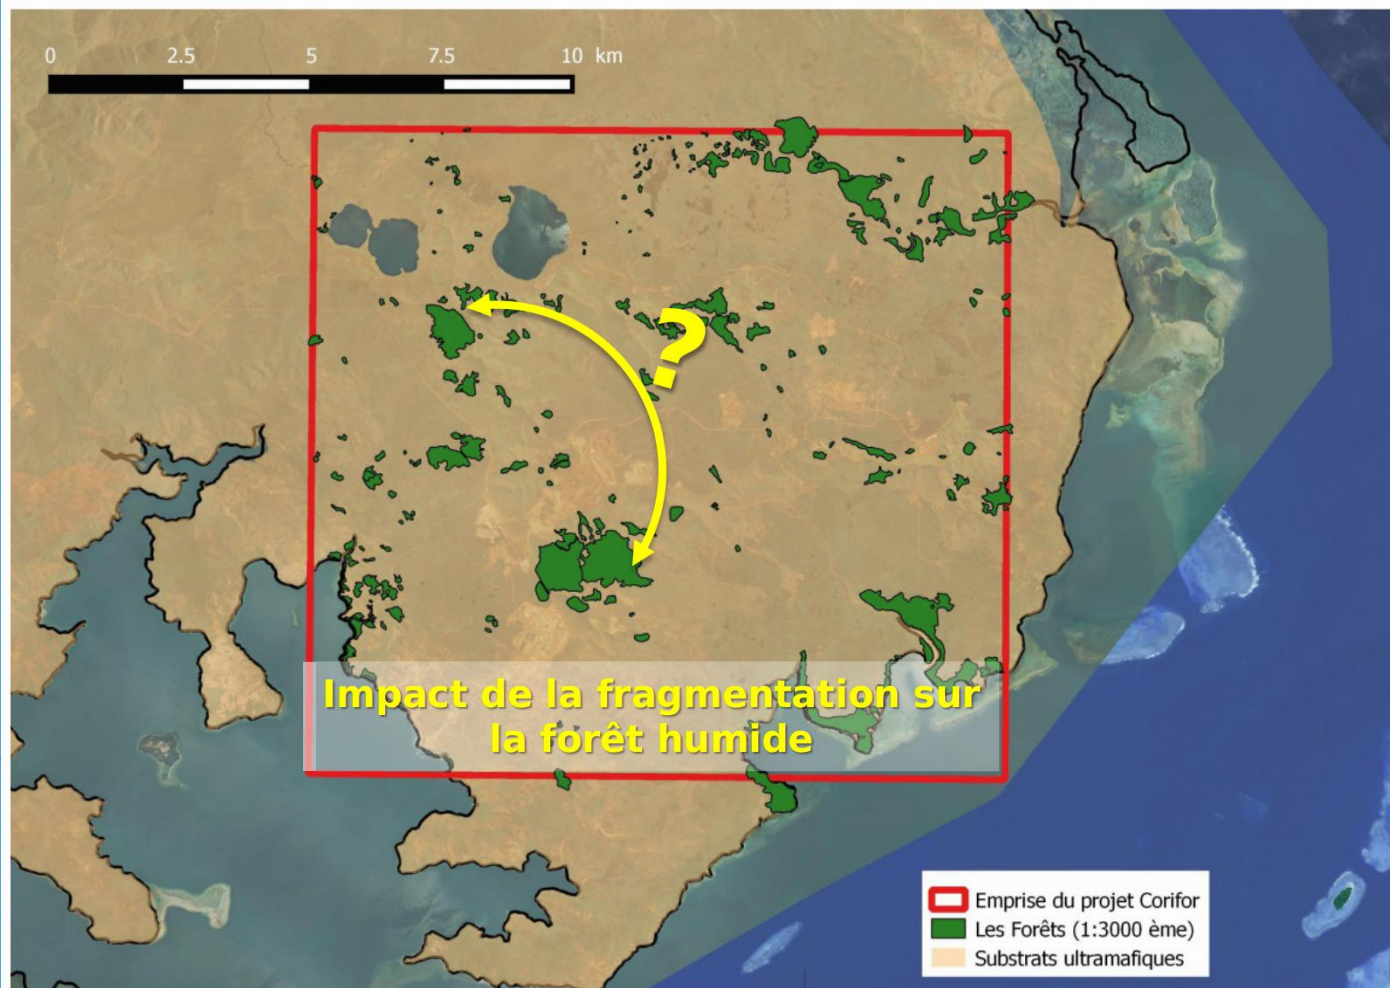 0 2.5 5 7.5 10 km
?
Impact de la fragmentation sur
la forêt humide
Emprise du projet Corifor
Les Forêts (1:3000 ème)
Substrats ultramafiques